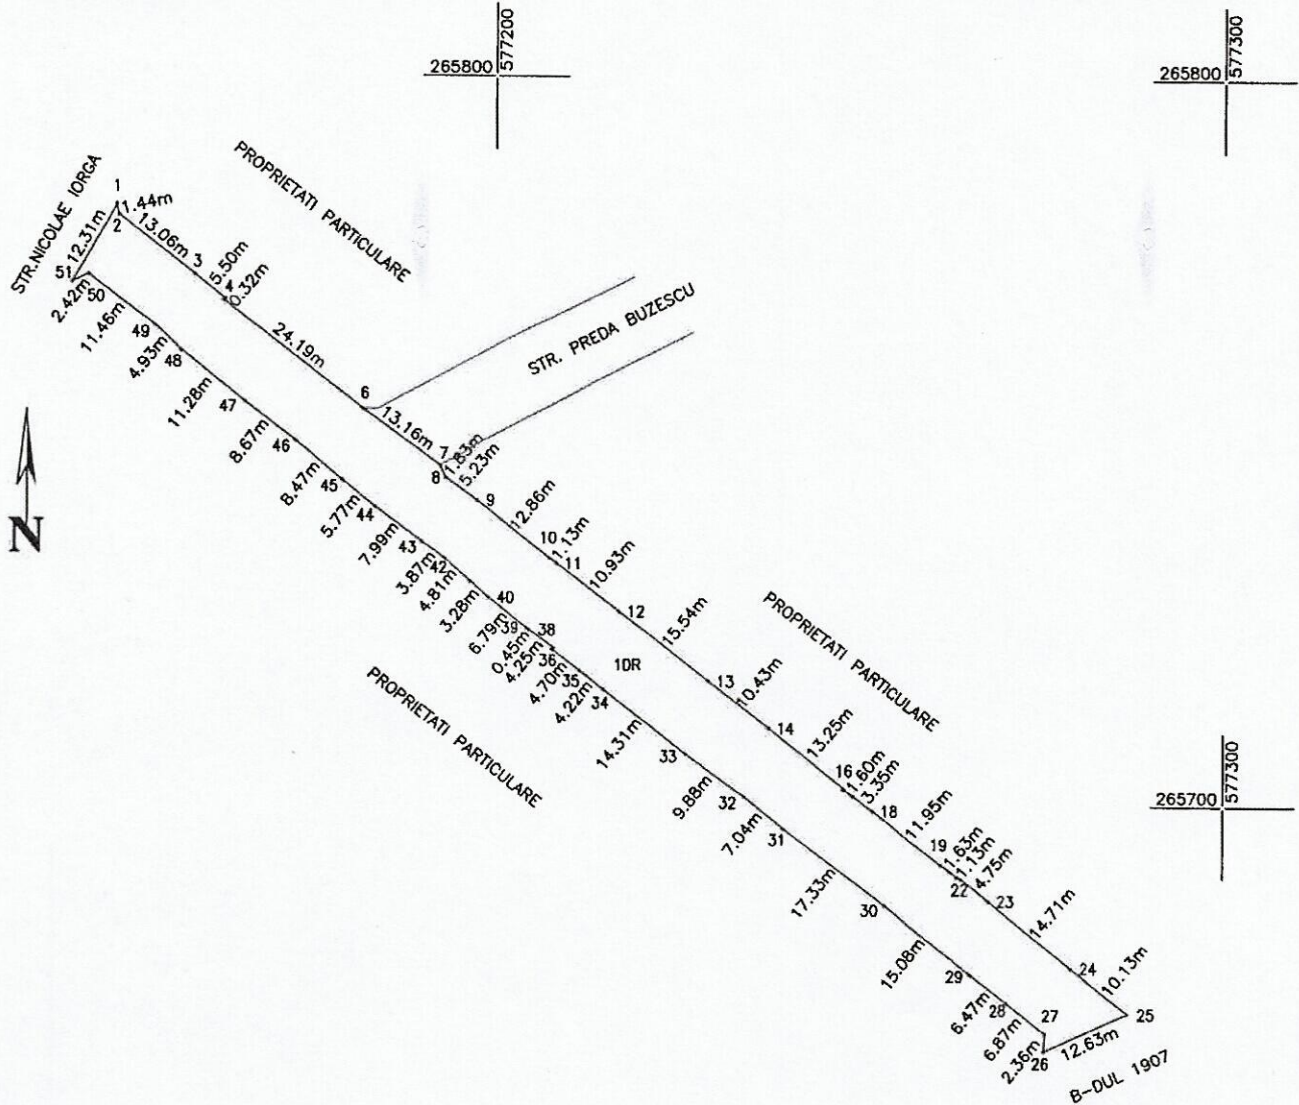 577200
265800
577300
265800
STR.NICOLAE IORGA
PROPRIETATI PARTICULARE
1
1.44m
2
12.31m
13.06m
3
5.50m
4
0.32m
51
2.42m
50
11.46m
49
4.93m
48
24.19m
STR. PREDA BUZESCU
6
13.16m
11.28m
47
8.67m
46
7
1.83m
8
5.23m
9
8.47m
45
5.77m
44
12.86m
10
1.13m
11
7.99m
43
3.87m
42
4.81m
10.93m
N
3.28m
40
12
6.79m
39
38
0.45m
15.54m
PROPRIETATI PARTICULARE
4.25m
36
10R
4.70m
35
4.22m
34
13
10.43m
PROPRIETATI PARTICULARE
14.31m
33
14
13.25m
9.88m
32
16
1.60m
3.35m
577300
265700
7.04m
31
18
11.95m
19
1.63m
1.13m
4.75m
17.33m
30
22
23
14.71m
15.08m
29
24
10.13m
6.47m
28
27
25
6.87m
2.36m
26
12.63m
B-DUL 1907